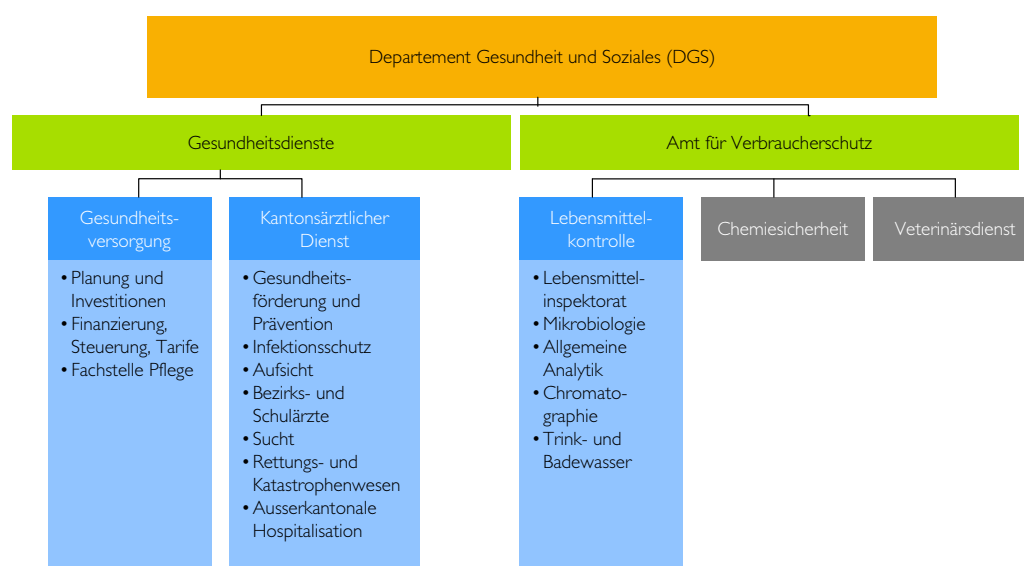 Departement Gesundheit und Soziales (DGS)
Gesundheitsdienste
Amt für Verbraucherschutz
Gesundheits-
versorgung
• Planung und
Investitionen
• Finanzierung,
Steuerung, Tarife
• Fachstelle Pflege
Kantonsärztlicher
Dienst
• Gesundheits-
förderung und
Prävention
• Infektionsschutz
• Aufsicht
• Bezirks- und
Schulärzte
• Sucht
• Rettungs- und
Katastrophenwesen
• Ausserkantonale
Hospitalisation
Lebensmittel-
kontrolle
• Lebensmittel-
inspektorat
• Mikrobiologie
• Allgemeine
Analytik
• Chromato-
graphie
• Trink- und
Badewasser
Chemiesicherheit
Veterinärsdienst